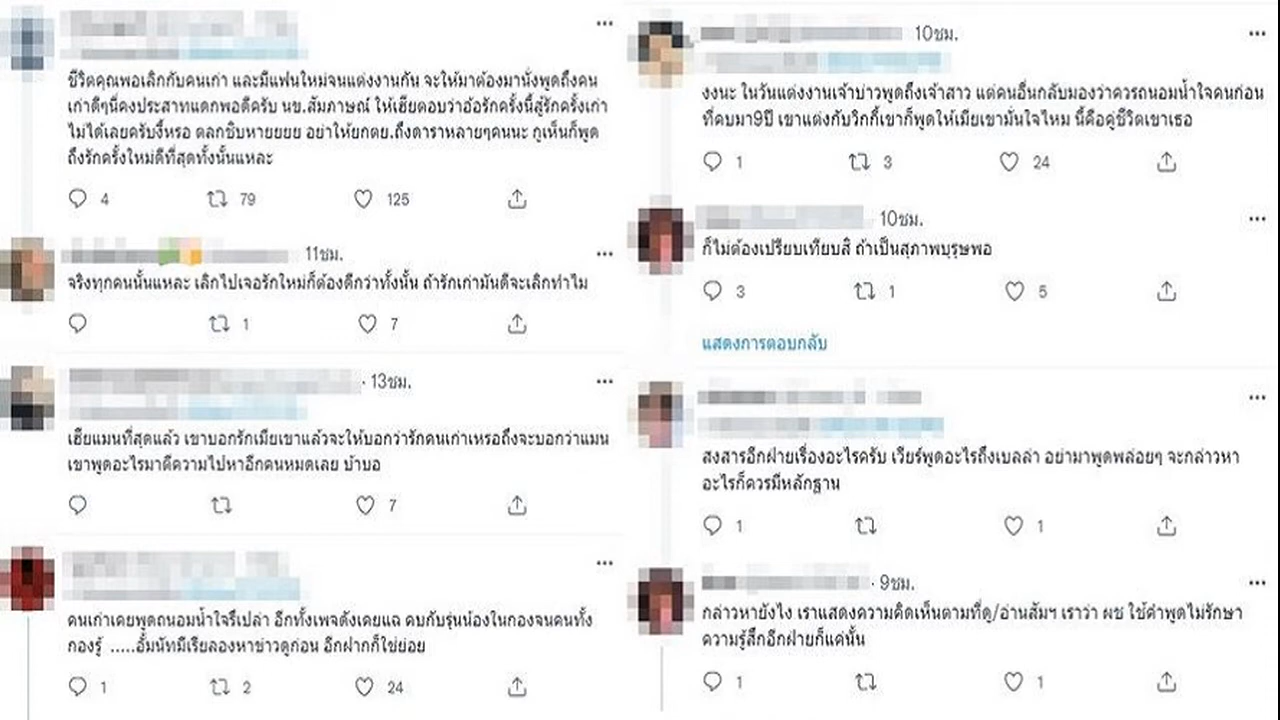 ชีวิตคุณพอเลิกกับคนเก่า และมีแฟนใหม่จนแต่งงานกัน จะให้มาต้องมานั่งพูดถึงคน
เก่าดีๆนี่คงประสาทแดกพอดีครับ นข.สัมภาษณ์ ให้เฮียตอบว่าอ๋อรักครั้งนี้สู้รักครั้งเก่า
ไม่ได้เลยครับงี้หรอ ตลกชิบหายยยย อย่าให้ยกตย.ถึงดาราหลายๆคนนะ กูเห็นก็พูด
ถึงรักครั้งใหม่ดีที่สุดทั้งนั้นแหละ
4 79 125
11ชม.
จริงทุกคนนั้นแหละ เลิกไปเจอรักใหม่ก็ต้องดีกว่าทั้งนั้น ถ้ารักเก่ามันดีจะเลิกทำไม
1 7
· 13ชม.
เฮียแมนที่สุดแล้ว เขาบอกรักเมียเขาแล้วจะให้บอกว่ารักคนเก่าเหรอถึงจะบอกว่าแมน
เขาพูดอะไรมาตีความไปหาอีกคนหมดเลย บ้าบอ
7
คนเก่าเคยพูดถนอมน้ำใจรึเปล่า อีกทั้งเพจดังเคยแฉ คบกับรุ่นน้องในกองจนคนทั้ง
กองรู้ .....อั้มนัทมีเรียลองหาข่าวดูก่อน อีกฝากก็ใช่ย่อย
1 2 24
10ชม.
งงนะ ในวันแต่งงานเจ้าบ่าวพูดถึงเจ้าสาว แต่คนอื่นกลับมองว่าควรถนอมน้ำใจคนก่อน
ที่คบมา9ปี เขาแต่งกับวิกกี้เขาก็พูดให้เมียเขามั่นใจไหม นี้คือคู่ชีวิตเขาเธอ
1 3 24
· 10ชม.
ก็ไม่ต้องเปรียบเทียบสิ ถ้าเป็นสุภาพบุรุษพอ
3 1 5
แสดงการตอบกลับ
สงสารอีกฝ่ายเรื่องอะไรครับ เวียร์พูดอะไรถึงเบลล่า อย่ามาพูดพล่อยๆ จะกล่าวหา
อะไรก็ควรมีหลักฐาน
1 1
· 9ชม.
กล่าวหายังไง เราแสดงความคิดเห็นตามที่ดู/อ่านสัมฯ เราว่า ผช ใช้คำพูดไม่รักษา
ความรู้สึกอีกฝ่ายก็แค่นั้น
1 1